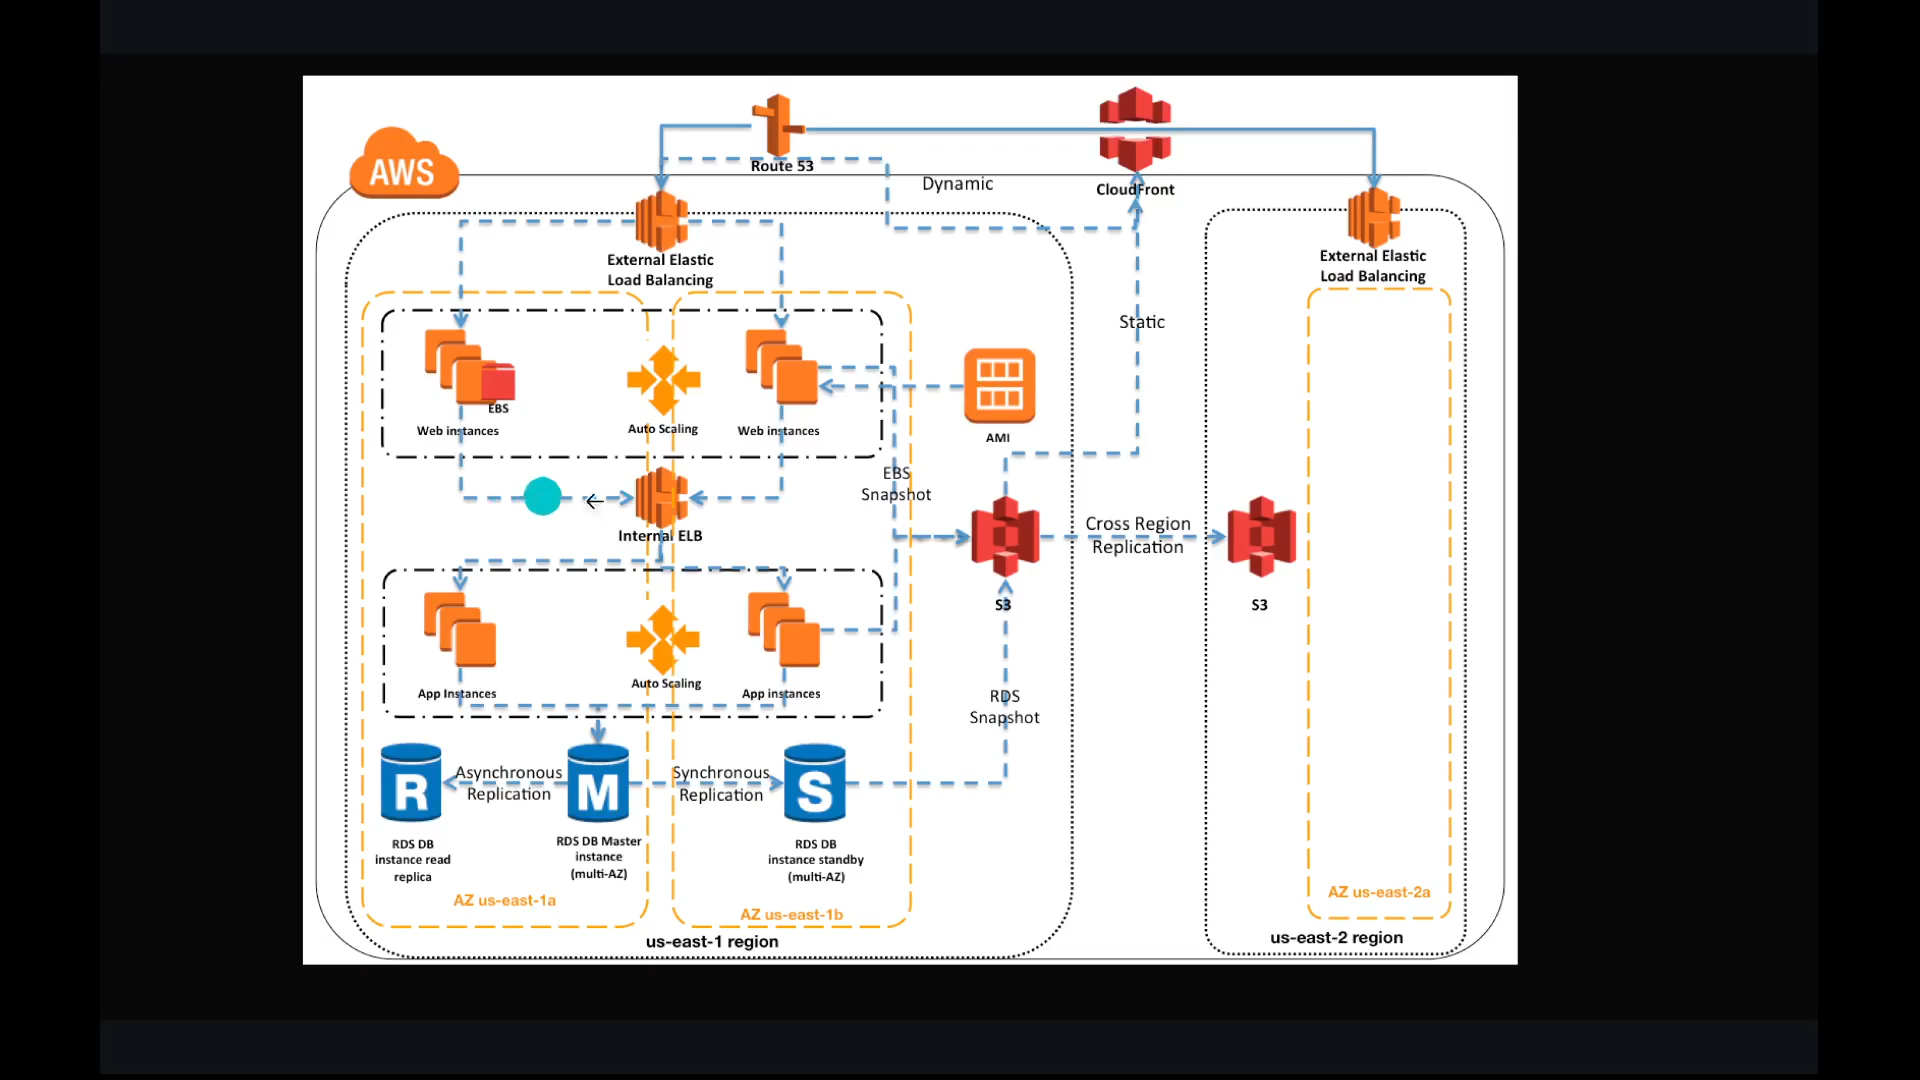 AWS
Route 53
CloudFront
Dynamic
External Elastic
Load Balancing
External Elastic
Load Balancing
Static
EBS
Web instances
Auto Scaling
Web instances
AMI
EBS
Snapshot
Internal ELB
Cross Region
Replication
S3
S3
App Instances
Auto Scaling
App instances
RDS
Snapshot
R
Asynchronous
Replication
M
Synchronous
Replication
S
RDS DB
instance read
replica
RDS DB Master
instance
(multi-AZ)
RDS DB
instance standby
(multi-AZ)
AZ us-east-1a
AZ us-east-1b
AZ us-east-2a
us-east-1 region
us-east-2 region